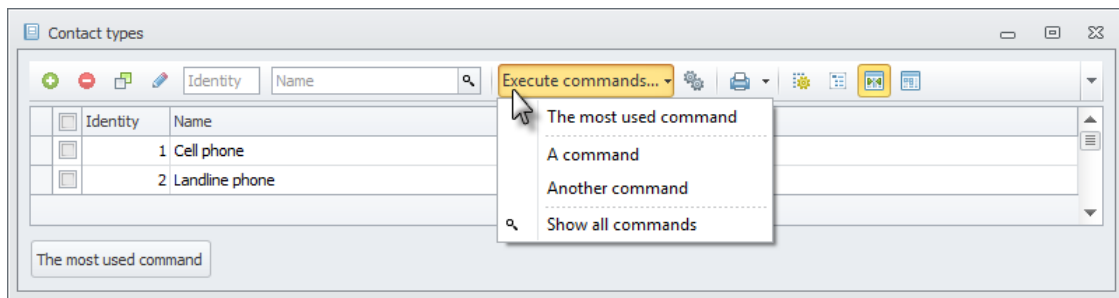 Contact types
Identity Name Execute commands...
Identity Name
The most used command
1 Cell phone
A command
2 Landline phone
Another command
Show all commands
The most used command